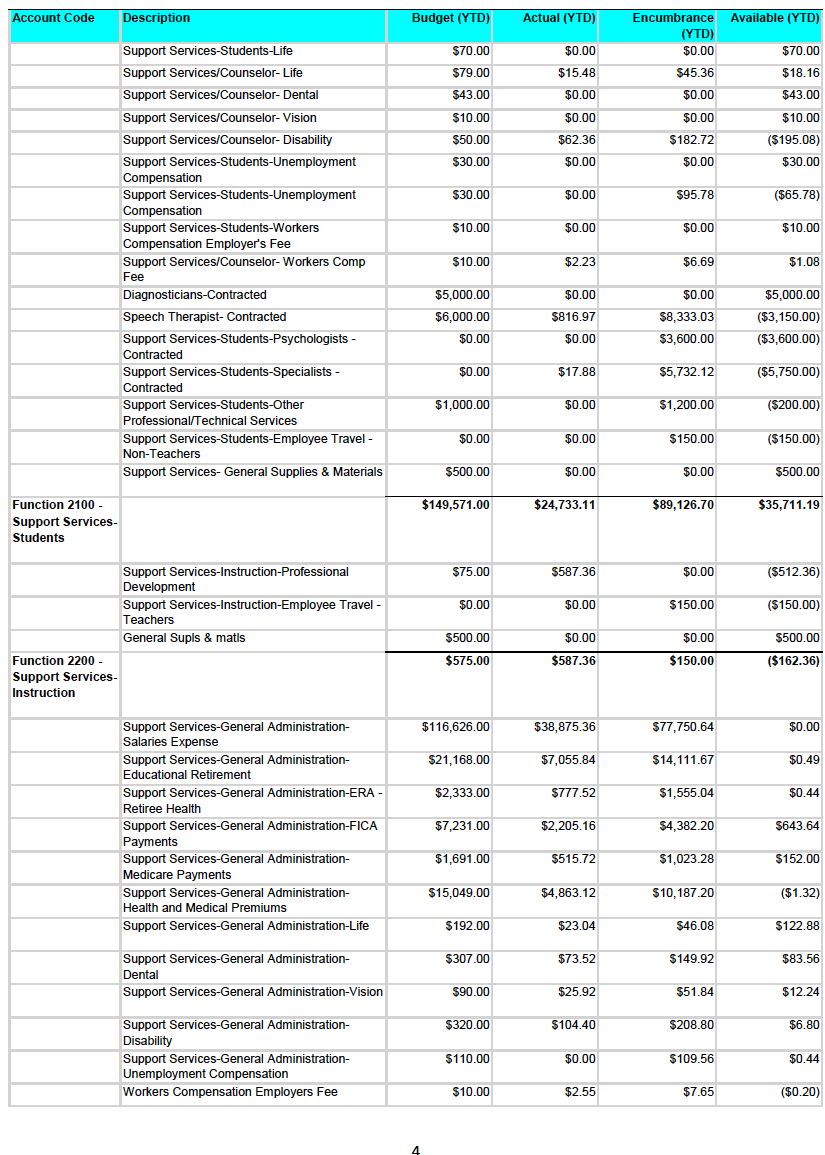 Account Code Description Budget (YTD) Actual (YTD) Encumbrance (YTD) Available (YTD)
Support Services-Students-Life $70.00 $0.00 $0.00 $70.00
Support Services/Counselor- Life $79.00 $15.48 $45.36 $18.16
Support Services/Counselor- Dental $43.00 $0.00 $0.00 $43.00
Support Services/Counselor- Vision $10.00 $0.00 $0.00 $10.00
Support Services/Counselor- Disability $50.00 $62.36 $182.72 ($195.08)
Support Services-Students-Unemployment $30.00 $0.00 $0.00 $30.00
Compensation
Support Services-Students-Unemployment $30.00 $0.00 $95.78 ($65.78)
Compensation
Support Services-Students-Workers $10.00 $0.00 $0.00 $10.00
Compensation Employer's Fee
Support Services/Counselor- Workers Comp $10.00 $2.23 $6.69 $1.08
Fee
Diagnosticians-Contracted $5,000.00 $0.00 $0.00 $5,000.00
Speech Therapist- Contracted $6,000.00 $816.97 $8,333.03 ($3,150.00)
Support Services-Students-Psychologists - $0.00 $0.00 $3,600.00 ($3,600.00)
Contracted
Support Services-Students-Specialists - $0.00 $17.88 $5,732.12 ($5,750.00)
Contracted
Support Services-Students-Other $1,000.00 $0.00 $1,200.00 ($200.00)
Professional/Technical Services
Support Services-Students-Employee Travel - $0.00 $0.00 $150.00 ($150.00)
Non-Teachers
Support Services- General Supplies & Materials $500.00 $0.00 $0.00 $500.00
Function 2100 - $149,571.00 $24,733.11 $89,126.70 $35,711.19
Support Services-
Students
Support Services-Instruction-Professional $75.00 $587.36 $0.00 ($512.36)
Development
Support Services-Instruction-Employee Travel - $0.00 $0.00 $150.00 ($150.00)
Teachers
General Supls & matls $500.00 $0.00 $0.00 $500.00
Function 2200 - $575.00 $587.36 $150.00 ($162.36)
Support Services-
Instruction
Support Services-General Administration- $116,626.00 $38,875.36 $77,750.64 $0.00
Salaries Expense
Support Services-General Administration- $21,168.00 $7,055.84 $14,111.67 $0.49
Educational Retirement
Support Services-General Administration-ERA - $2,333.00 $777.52 $1,555.04 $0.44
Retiree Health
Support Services-General Administration-FICA $7,231.00 $2,205.16 $4,382.20 $643.64
Payments
Support Services-General Administration- $1,691.00 $515.72 $1,023.28 $152.00
Medicare Payments
Support Services-General Administration- $15,049.00 $4,863.12 $10,187.20 ($1.32)
Health and Medical Premiums
Support Services-General Administration-Life $192.00 $23.04 $46.08 $122.88
Support Services-General Administration- $307.00 $73.52 $149.92 $83.56
Dental
Support Services-General Administration-Vision $90.00 $25.92 $51.84 $12.24
Support Services-General Administration- $320.00 $104.40 $208.80 $6.80
Disability
Support Services-General Administration- $110.00 $0.00 $109.56 $0.44
Unemployment Compensation
Workers Compensation Employers Fee $10.00 $2.55 $7.65 ($0.20)
4